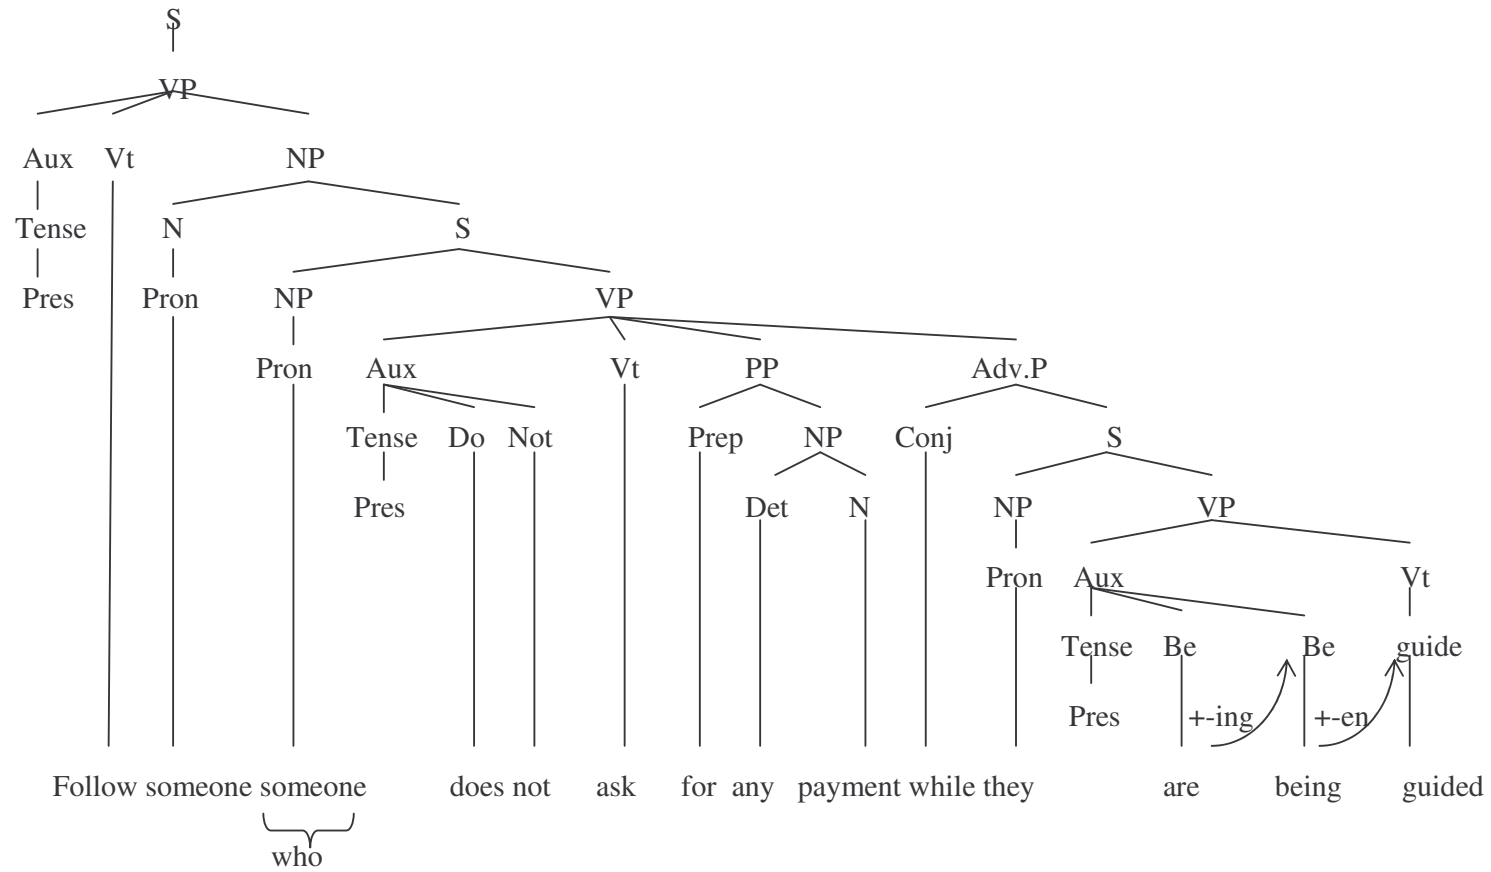 S
VP
Aux Vt NP
Tense N S
Pres Pron NP VP
Pron Aux Vt PP Adv.P
Tense Do Not Prep NP Conj S
Pres Det N NP VP
Pron Aux Vt
Tense Be Be guide
Pres +-ing +-en
Follow someone someone does not ask for any payment while they are being guided
who